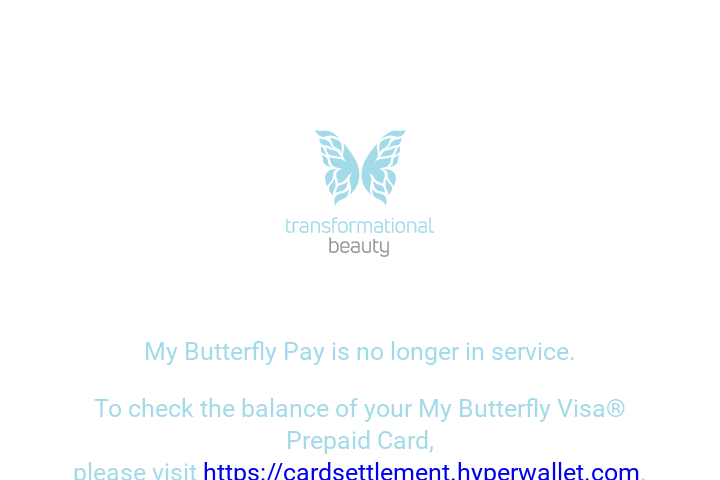 transformational
beauty
My Butterfly Pay is no longer in service.
To check the balance of your My Butterfly Visa®
Prepaid Card,
please visit https://cardsettlement.hyperwallet.com.